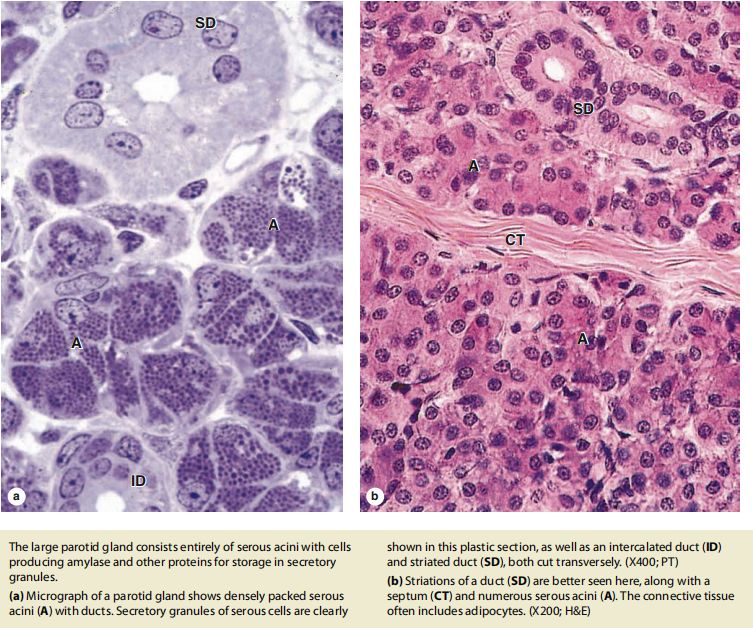 SD
A
A
ID
a
SD
A
CT
A
b
The large parotid gland consists entirely of serous acini with cells
producing amylase and other proteins for storage in secretory
granules.
(a) Micrograph of a parotid gland shows densely packed serous
acini (A) with ducts. Secretory granules of serous cells are clearly
shown in this plastic section, as well as an intercalated duct (ID)
and striated duct (SD), both cut transversely. (X400; PT)
(b) Striations of a duct (SD) are better seen here, along with a
septum (CT) and numerous serous acini (A). The connective tissue
often includes adipocytes. (X200; H&E)